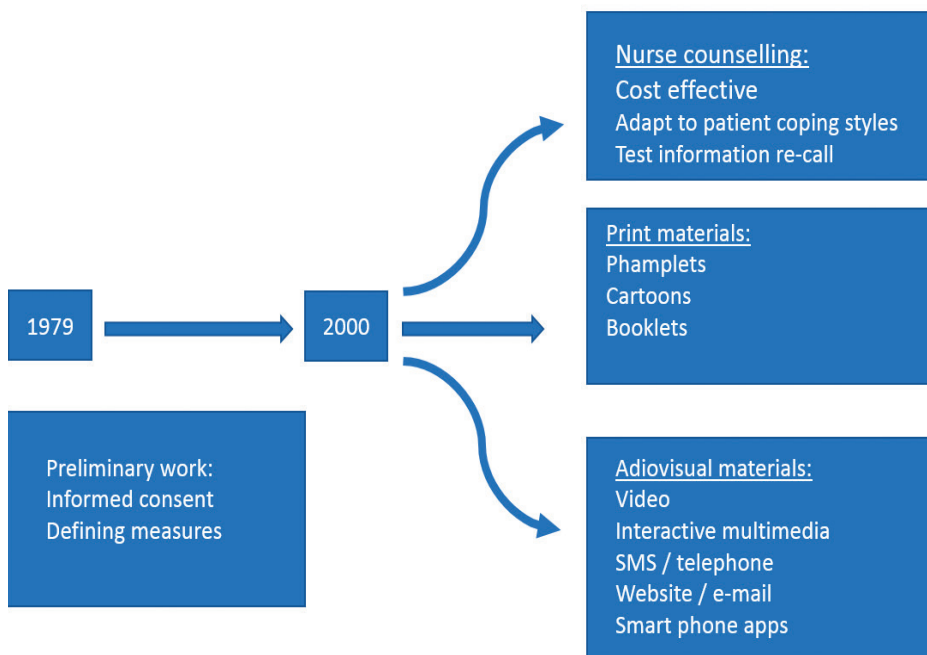 Nurse counselling:
Cost effective
Adapt to patient coping styles
Test information re-call
Print materials:
Phamplets
Cartoons
Booklets
1979
2000
Preliminary work:
Informed consent
Defining measures
Adiovisual materials:
Video
Interactive multimedia
SMS / telephone
Website / e-mail
Smart phone apps